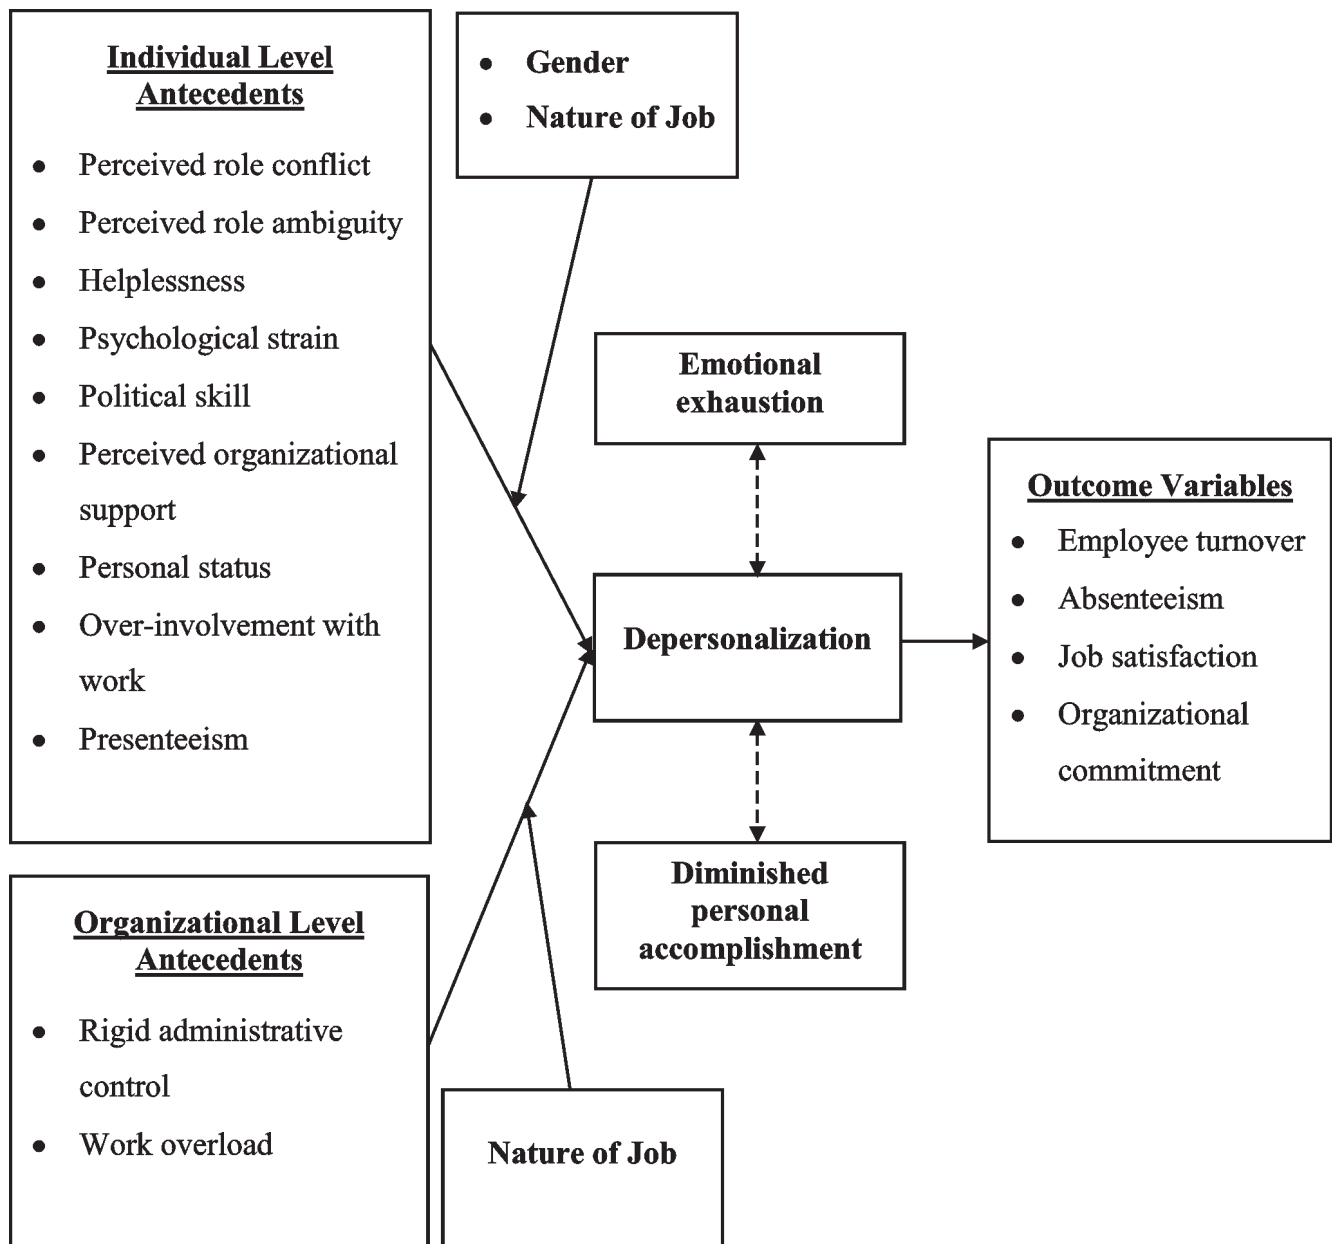 Individual Level
Antecedents
• Perceived role conflict
• Perceived role ambiguity
• Helplessness
• Psychological strain
• Political skill
• Perceived organizational
support
• Personal status
• Over-involvement with
work
• Presenteeism
• Gender
• Nature of Job
Emotional
exhaustion
Depersonalization
Diminished
personal
accomplishment
Outcome Variables
• Employee turnover
• Absenteeism
• Job satisfaction
• Organizational
commitment
Organizational Level
Antecedents
• Rigid administrative
control
• Work overload
Nature of Job